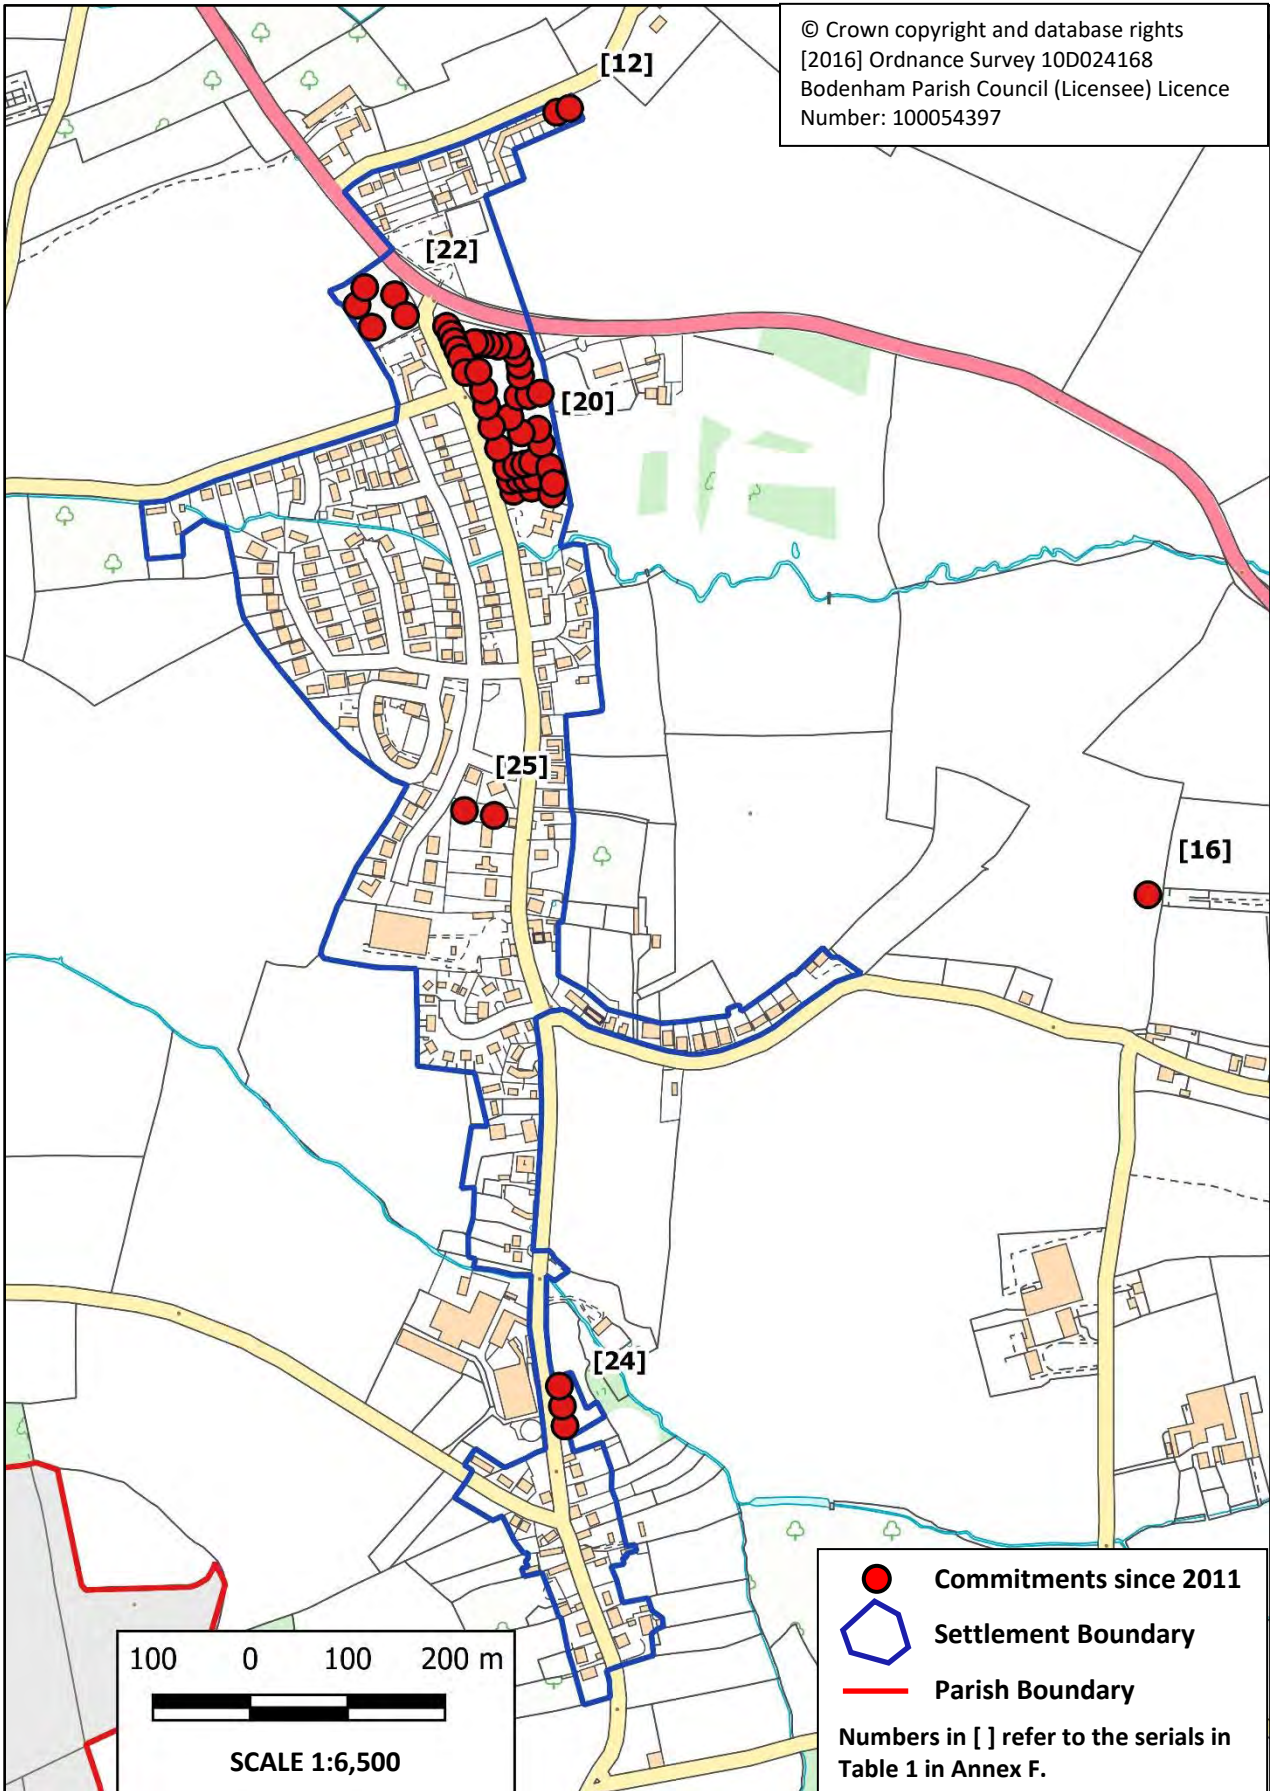 © Crown copyright and database rights
[2016] Ordnance Survey 10D024168
Bodenham Parish Council (Licensee) Licence
Number: 100054397
[12]
[22]
[20]
[25]
[16]
[24]
Commitments since 2011
Settlement Boundary
Parish Boundary
Numbers in [ ] refer to the serials in
Table 1 in Annex F.
100 0 100 200 m
SCALE 1:6,500